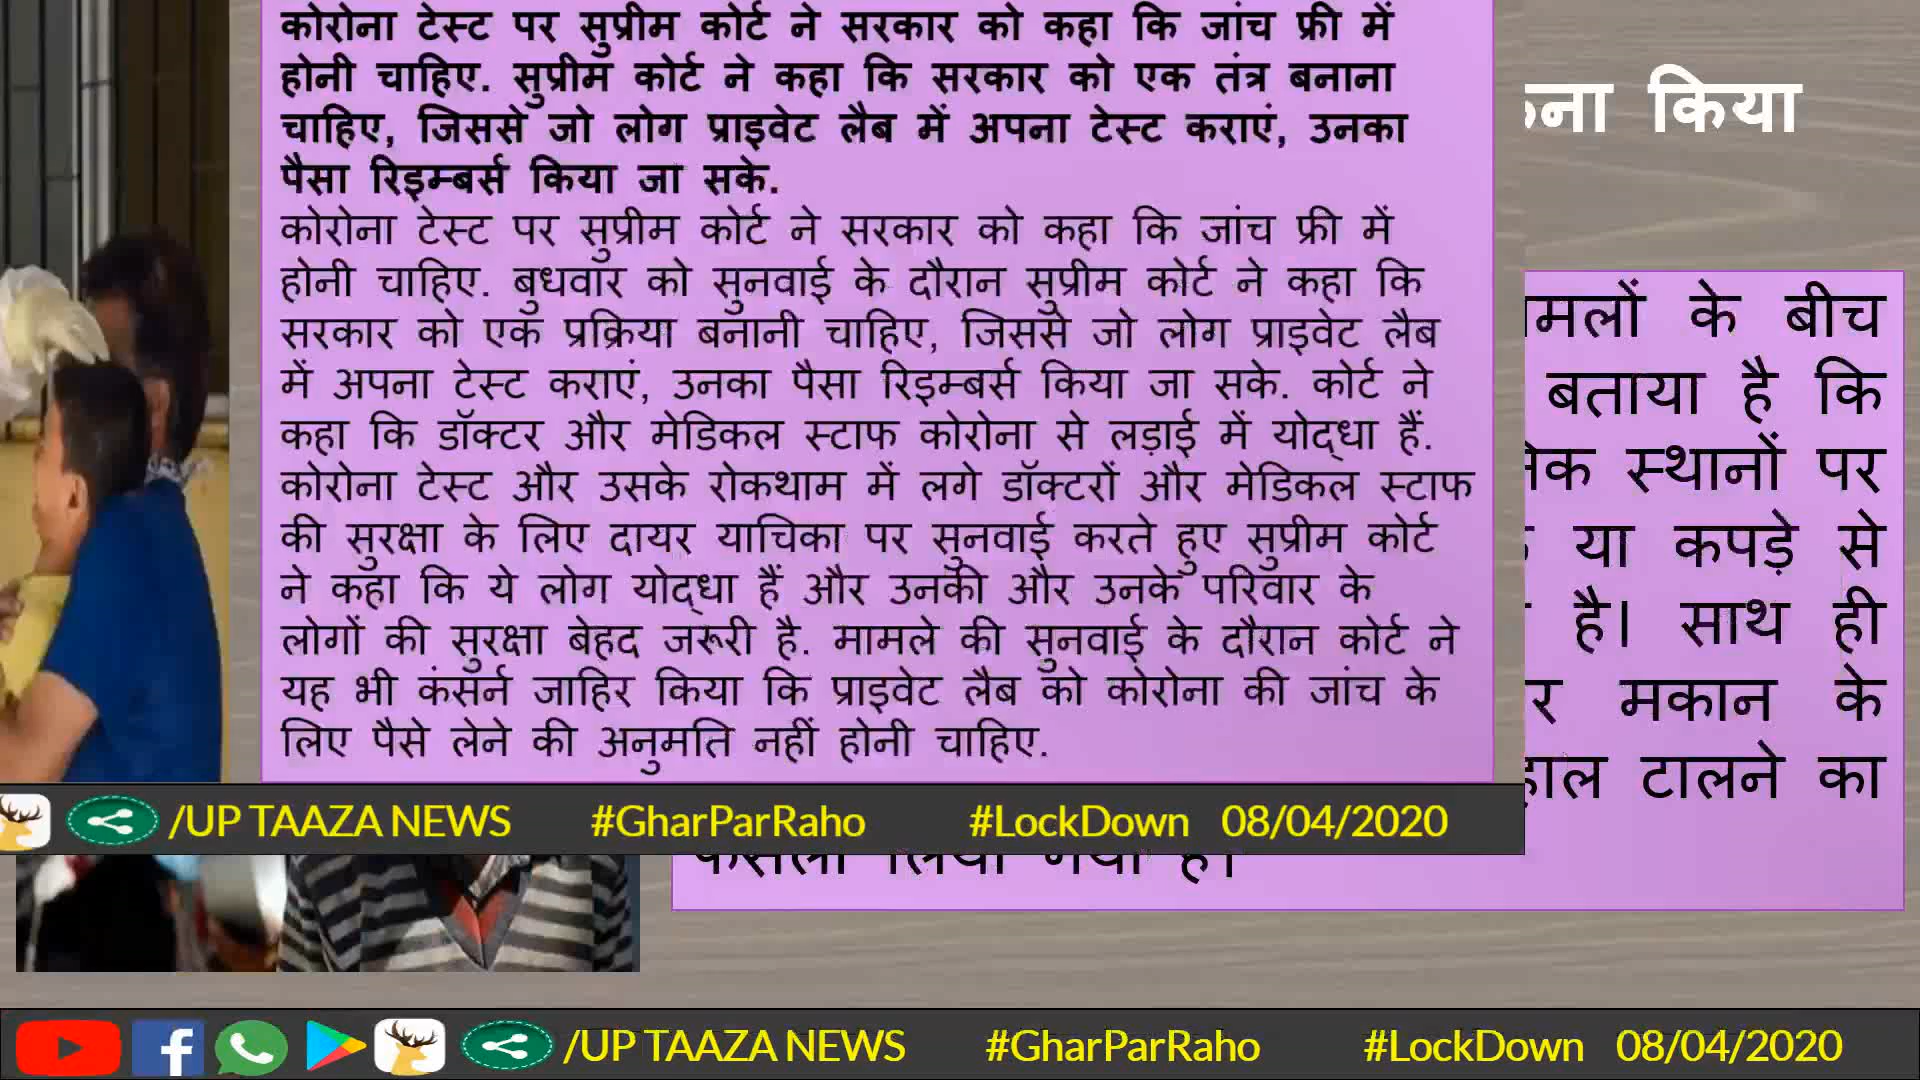 कोरोना टेस्ट पर सुप्रीम कोर्ट ने सरकार को कहा कि जांच फ्री में
होनी चाहिए. सुप्रीम कोर्ट ने कहा कि सरकार को एक तंत्र बनाना
चाहिए, जिससे जो लोग प्राइवेट लैब में अपना टेस्ट कराएं, उनका
पैसा रिइम्बर्स किया जा सके.
कोरोना टेस्ट पर सुप्रीम कोर्ट ने सरकार को कहा कि जांच फ्री में
होनी चाहिए. बुधवार को सुनवाई के दौरान सुप्रीम कोर्ट ने कहा कि
सरकार को एक प्रक्रिया बनानी चाहिए, जिससे जो लोग प्राइवेट लैब
में अपना टेस्ट कराएं, उनका पैसा रिइम्बर्स किया जा सके. कोर्ट ने
कहा कि डॉक्टर और मेडिकल स्टाफ कोरोना से लड़ाई में योद्धा हैं.
कोरोना टेस्ट और उसके रोकथाम में लगे डॉक्टरों और मेडिकल स्टाफ
की सुरक्षा के लिए दायर याचिका पर सुनवाई करते हुए सुप्रीम कोर्ट
ने कहा कि ये लोग योद्धा हैं और उनकी और उनके परिवार के
लोगों की सुरक्षा बेहद जरूरी है. मामले की सुनवाई के दौरान कोर्ट ने
यह भी कंसर्न जाहिर किया कि प्राइवेट लैब को कोरोना की जांच के
लिए पैसे लेने की अनुमति नहीं होनी चाहिए.
/UP TAAZA NEWS #GharParRaho #LockDown 08/04/2020
किया
के बीच
बताया है कि
स्थानों पर
या कपड़े से
है। साथ ही
मकान के
टालने का
/UP TAAZA NEWS #GharParRaho #LockDown 08/04/2020